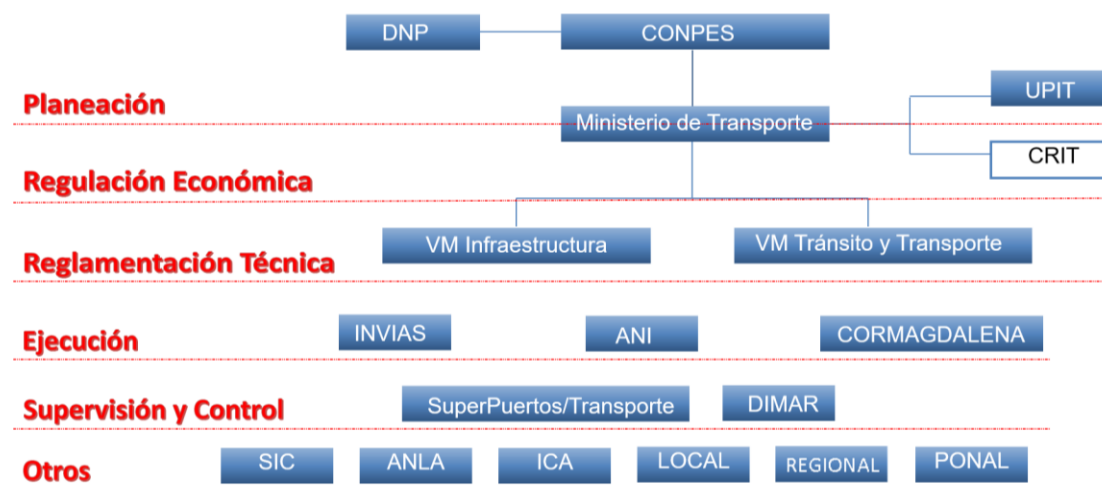 DNP
CONPES
Planeación
UPIT
Ministerio de Transporte
CRIT
Regulación Económica
VM Infraestructura
VM Tránsito y Transporte
Reglamentación Técnica
INVIAS
ANI
CORMAGDALENA
Ejecución
SuperPuertos/Transporte
DIMAR
Supervisión y Control
SIC
ANLA
ICA
LOCAL
REGIONAL
PONAL
Otros